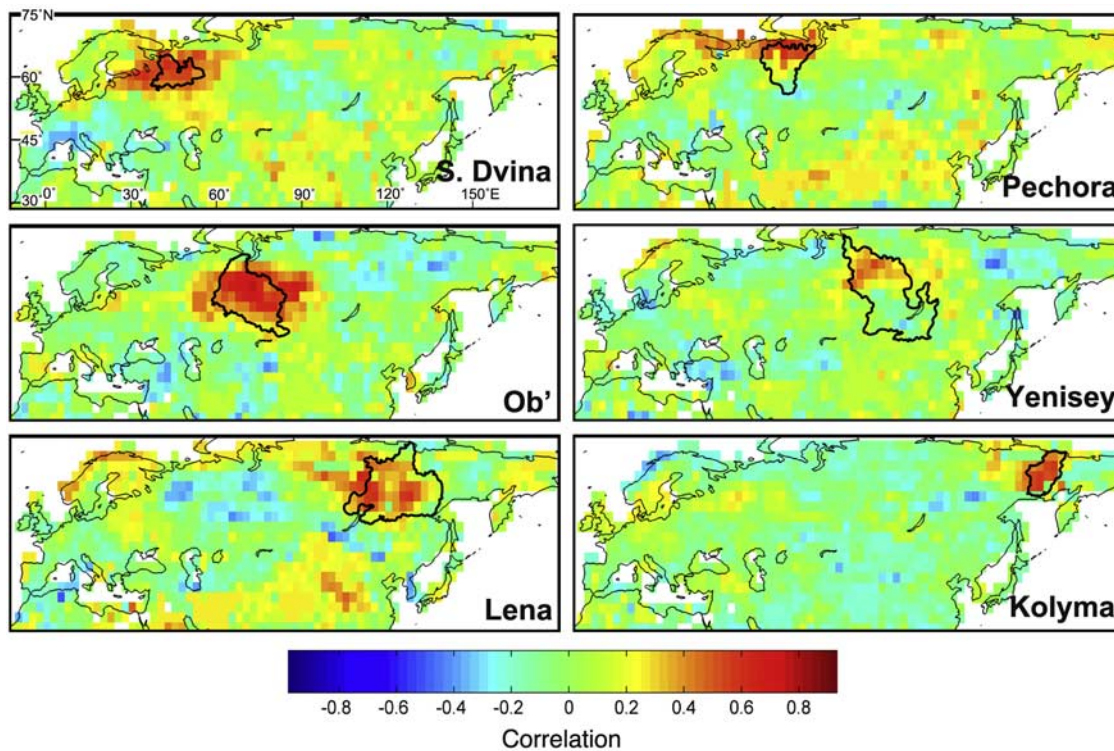 75°N
60°
45°
30°
0°
30°
60°
90°
120°
150°E
S. Dvina
Pechora
Ob'
Yenisey
Lena
Kolyma
-0.8 -0.6 -0.4 -0.2 0 0.2 0.4 0.6 0.8
Correlation